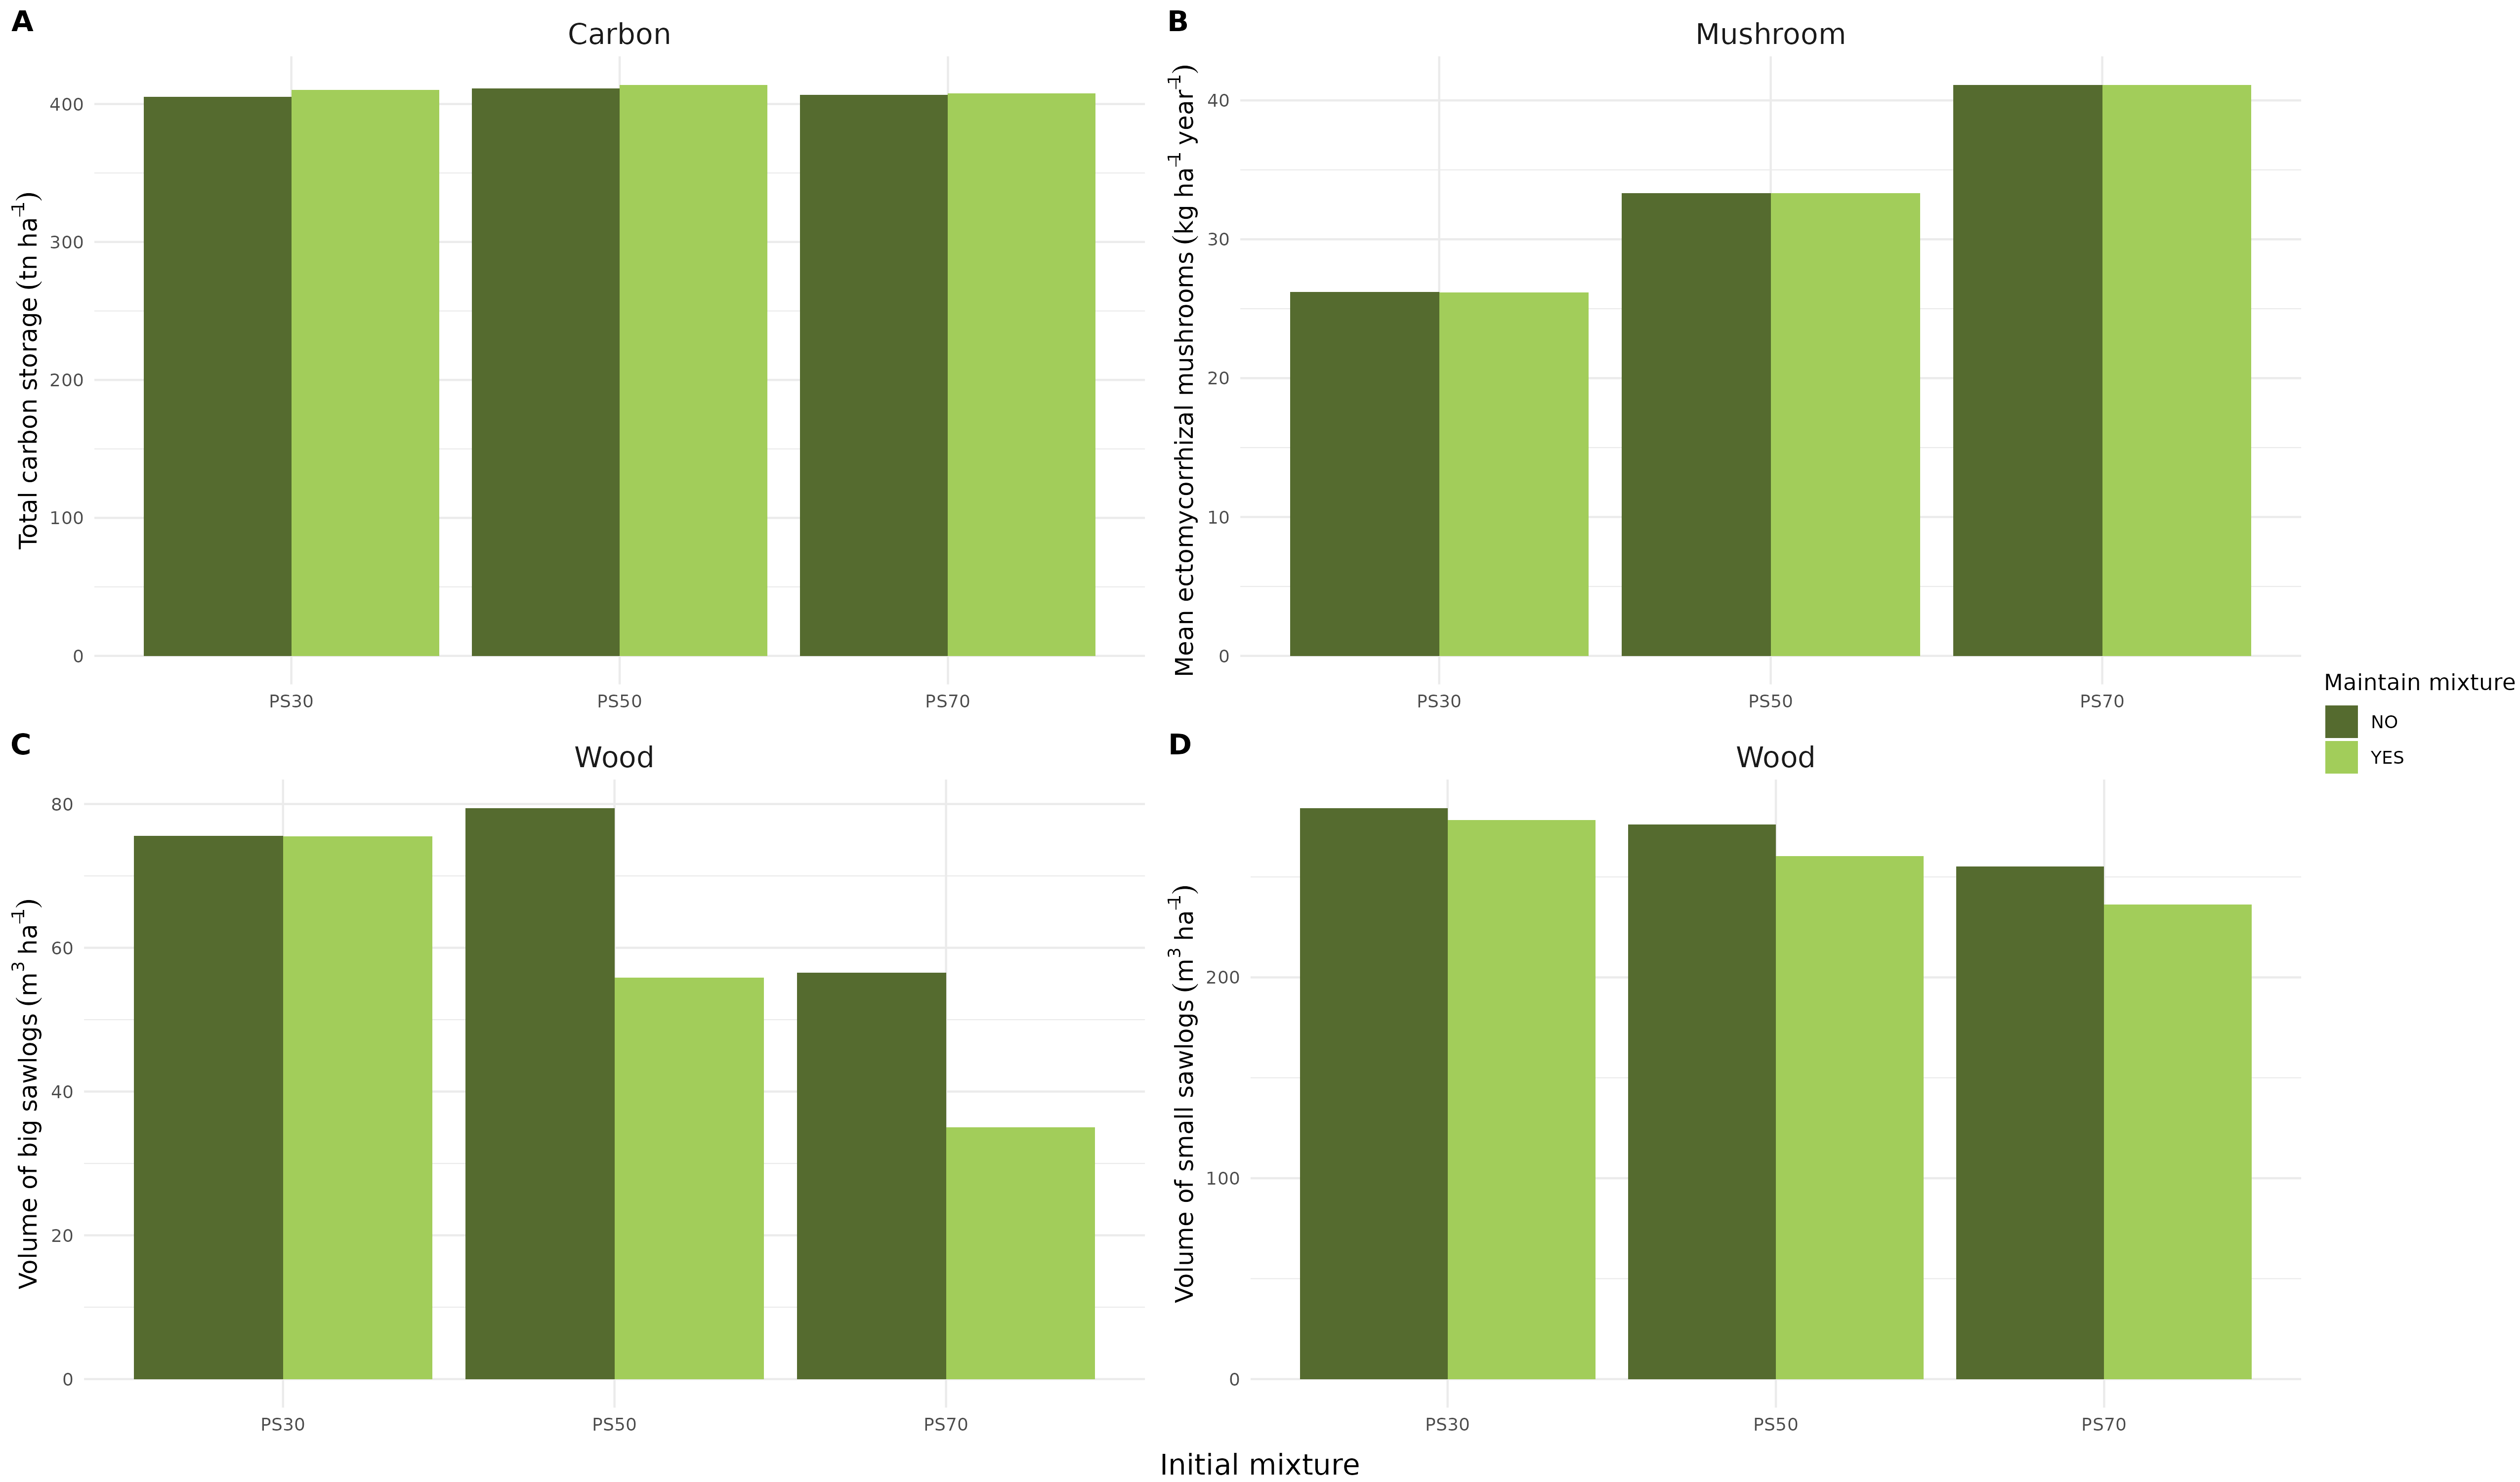 A
Carbon
Total carbon storage (tn ha⁻¹)
400
300
200
100
0
PS30 PS50 PS70
B
Mushroom
Mean ectomycorrhizal mushrooms (kg ha⁻¹ year⁻¹)
40
30
20
10
0
PS30 PS50 PS70
C
Wood
Volume of big sawlogs (m³ ha⁻¹)
80
60
40
20
0
PS30 PS50 PS70
D
Wood
Volume of small sawlogs (m³ ha⁻¹)
200
100
0
PS30 PS50 PS70
Initial mixture
Maintain mixture
NO
YES